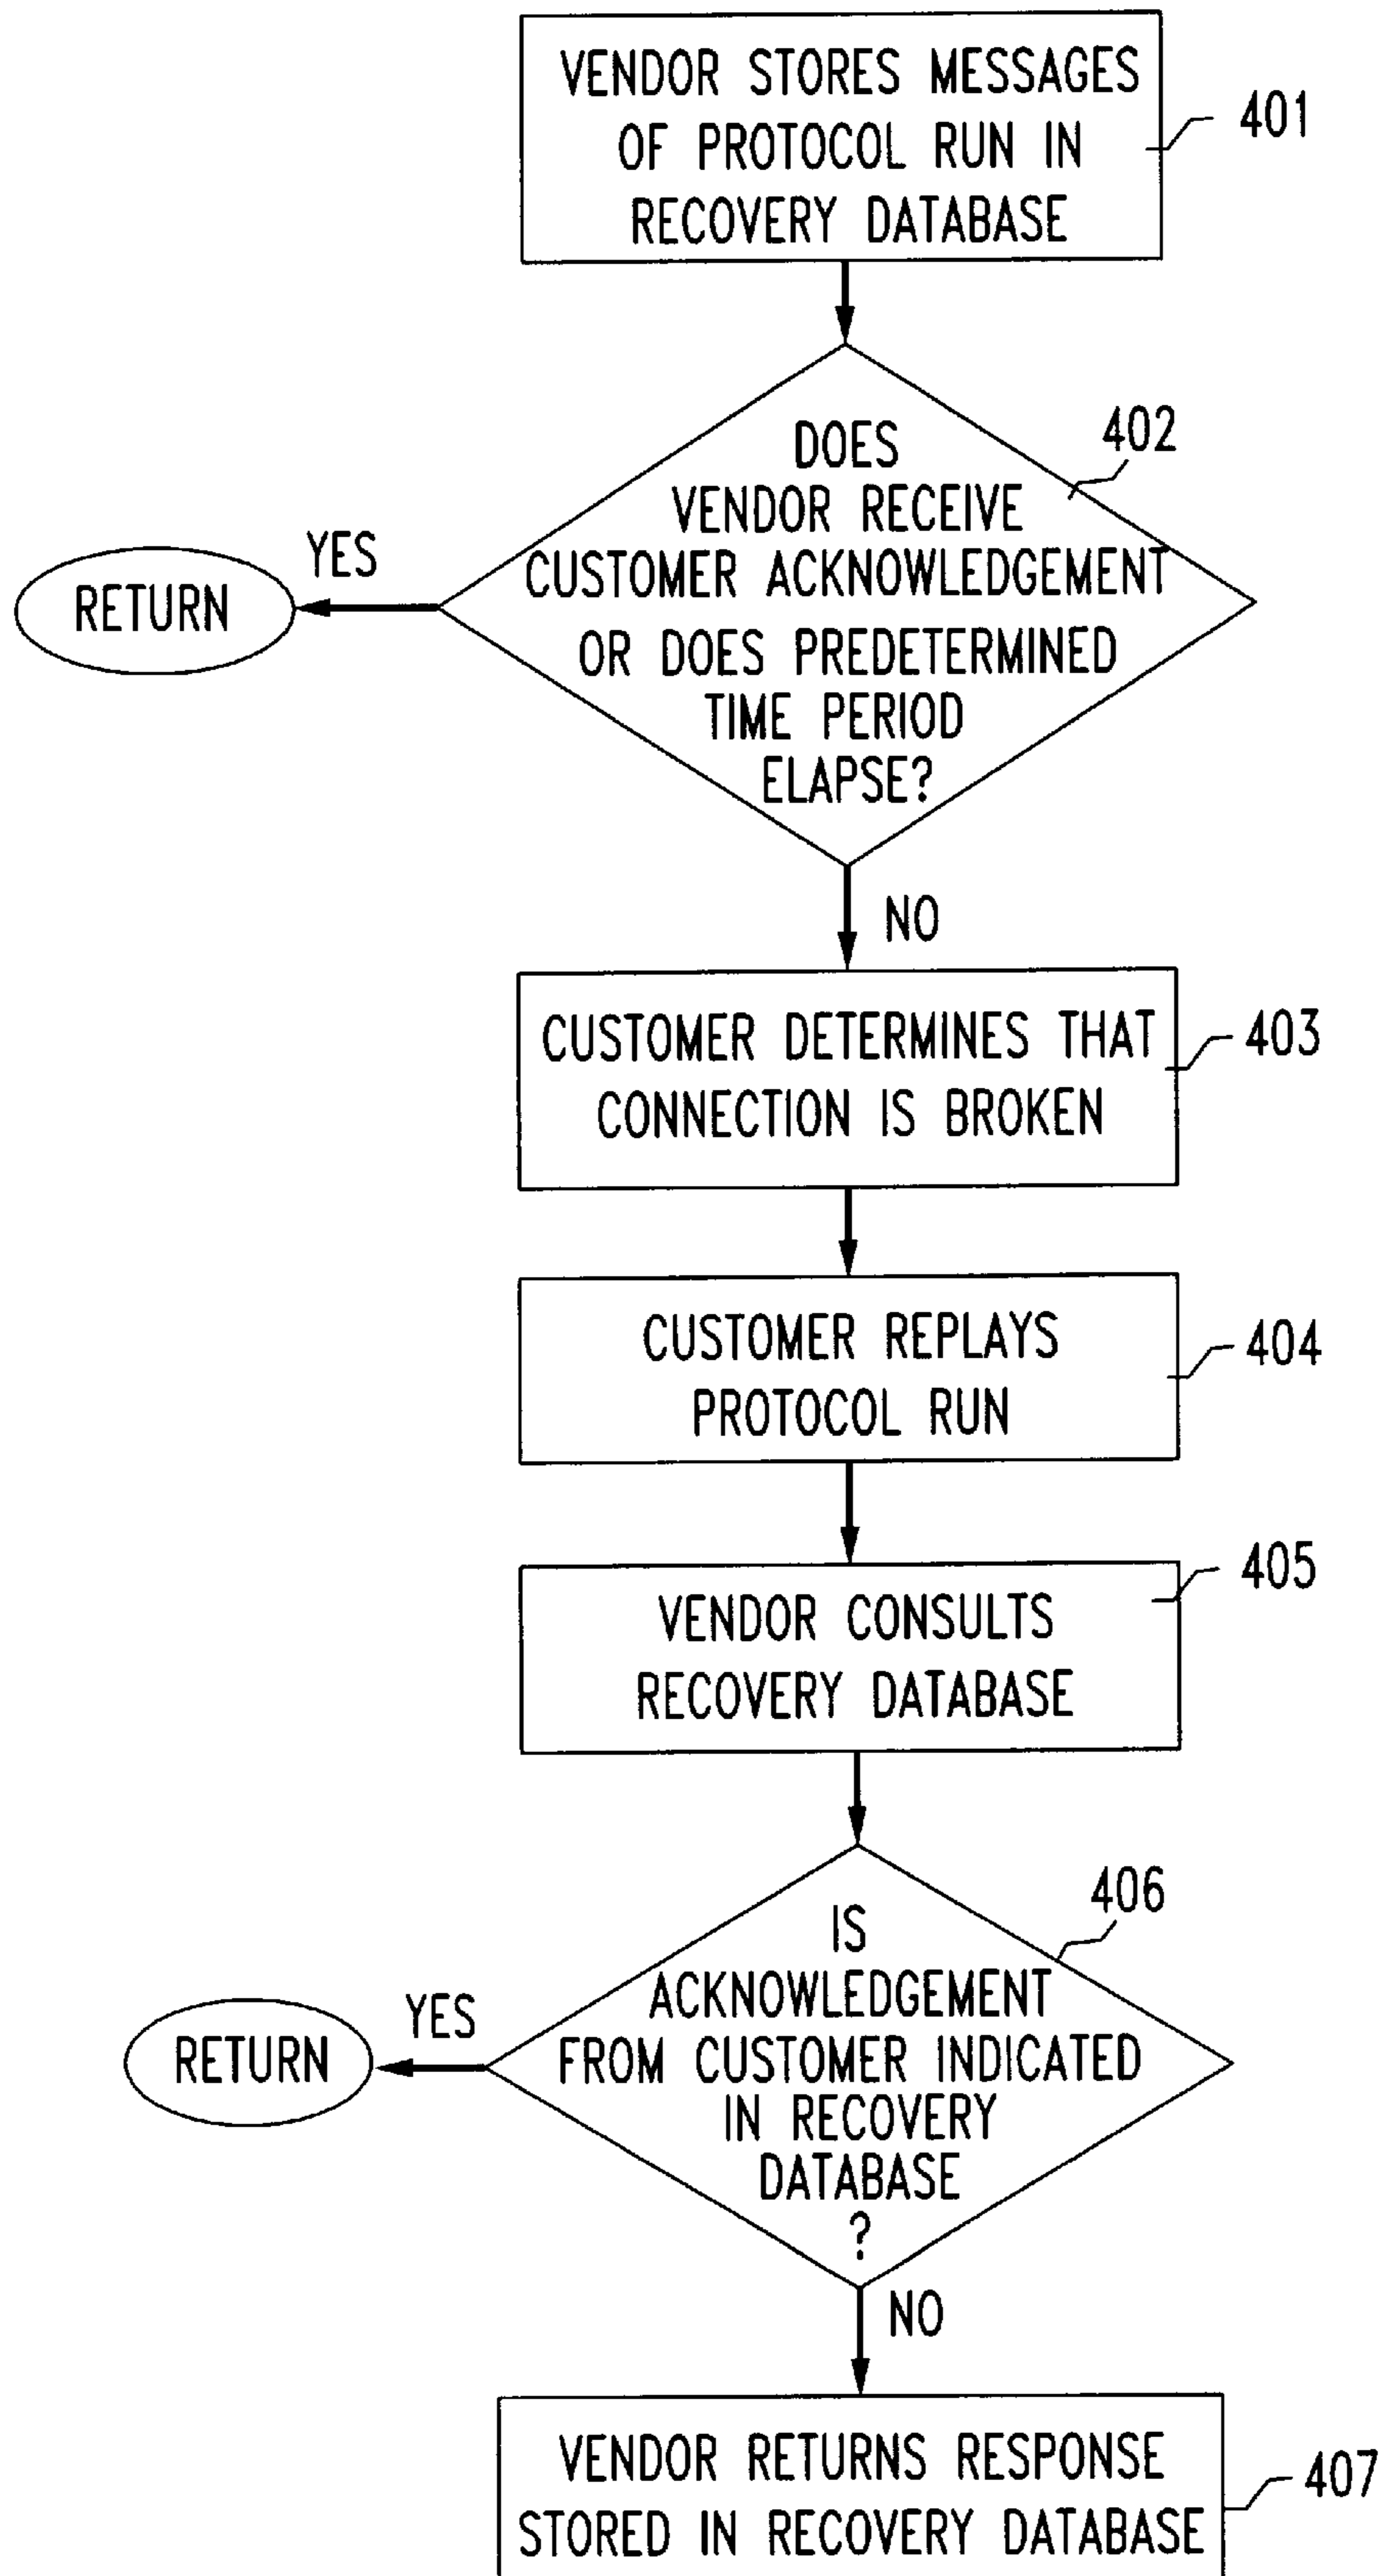 VENDOR STORES MESSAGES
OF PROTOCOL RUN IN
RECOVERY DATABASE
401
DOES
VENDOR RECEIVE
CUSTOMER ACKNOWLEDGEMENT
OR DOES PREDETERMINED
TIME PERIOD
ELAPSE?
402
YES
RETURN
NO
CUSTOMER DETERMINES THAT
CONNECTION IS BROKEN
403
CUSTOMER REPLAYS
PROTOCOL RUN
404
VENDOR CONSULTS
RECOVERY DATABASE
405
IS
ACKNOWLEDGEMENT
FROM CUSTOMER INDICATED
IN RECOVERY
DATABASE
?
406
YES
RETURN
NO
VENDOR RETURNS RESPONSE
STORED IN RECOVERY DATABASE
407